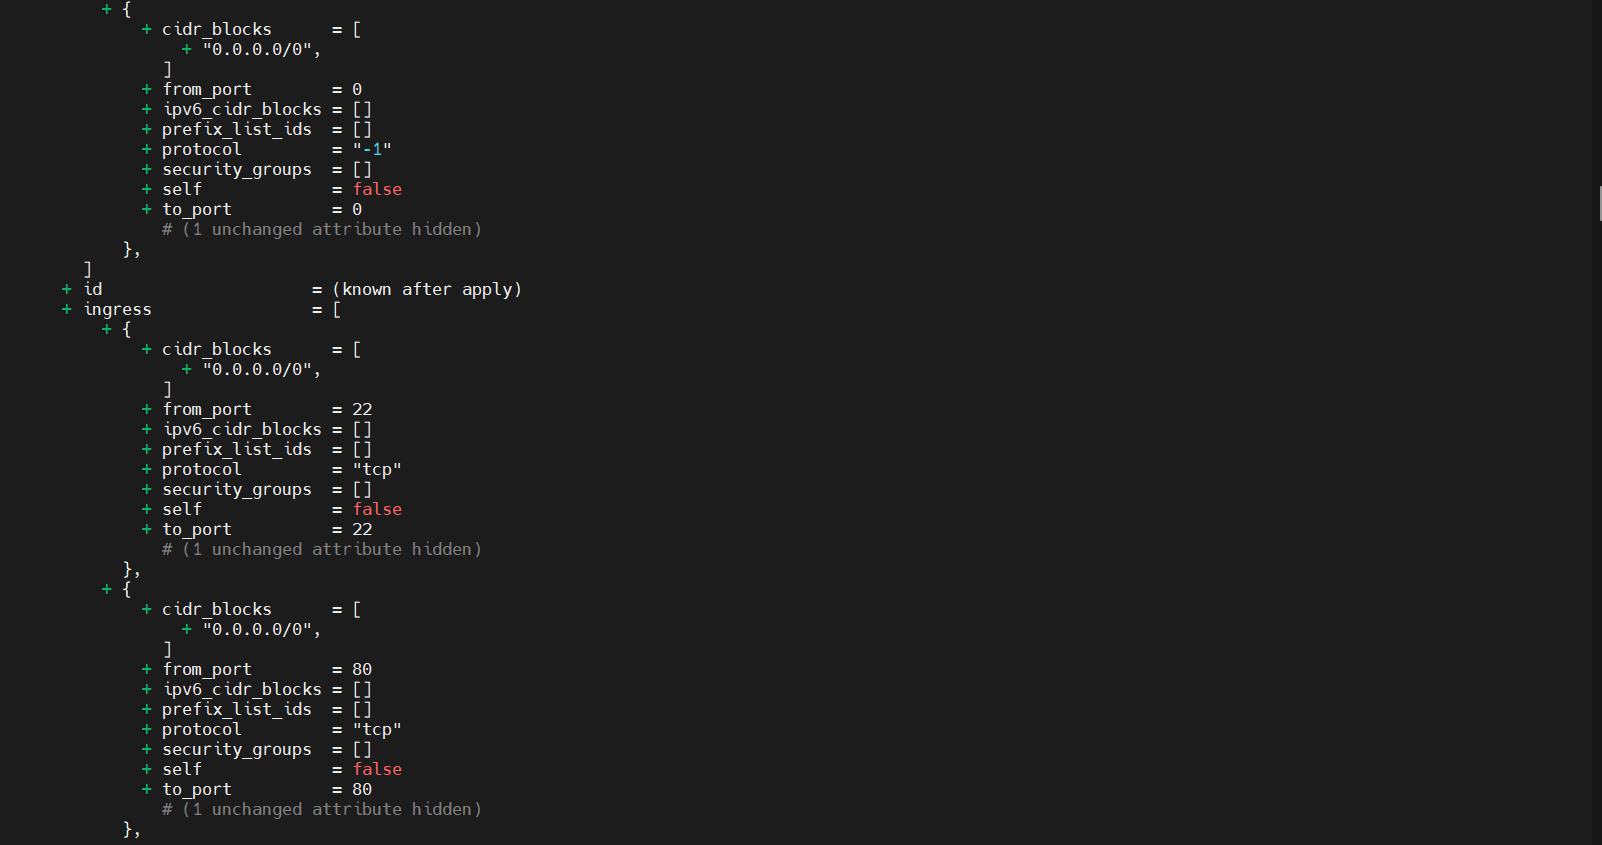 + {
+ cidr_blocks = [
+ "0.0.0.0/0",
]
+ from_port = 0
+ ipv6_cidr_blocks = []
+ prefix_list_ids = []
+ protocol = "-1"
+ security_groups = []
+ self = false
+ to_port = 0
# (1 unchanged attribute hidden)
},
]
+ id = (known after apply)
+ ingress = [
+ {
+ cidr_blocks = [
+ "0.0.0.0/0",
]
+ from_port = 22
+ ipv6_cidr_blocks = []
+ prefix_list_ids = []
+ protocol = "tcp"
+ security_groups = []
+ self = false
+ to_port = 22
# (1 unchanged attribute hidden)
},
+ {
+ cidr_blocks = [
+ "0.0.0.0/0",
]
+ from_port = 80
+ ipv6_cidr_blocks = []
+ prefix_list_ids = []
+ protocol = "tcp"
+ security_groups = []
+ self = false
+ to_port = 80
# (1 unchanged attribute hidden)
},